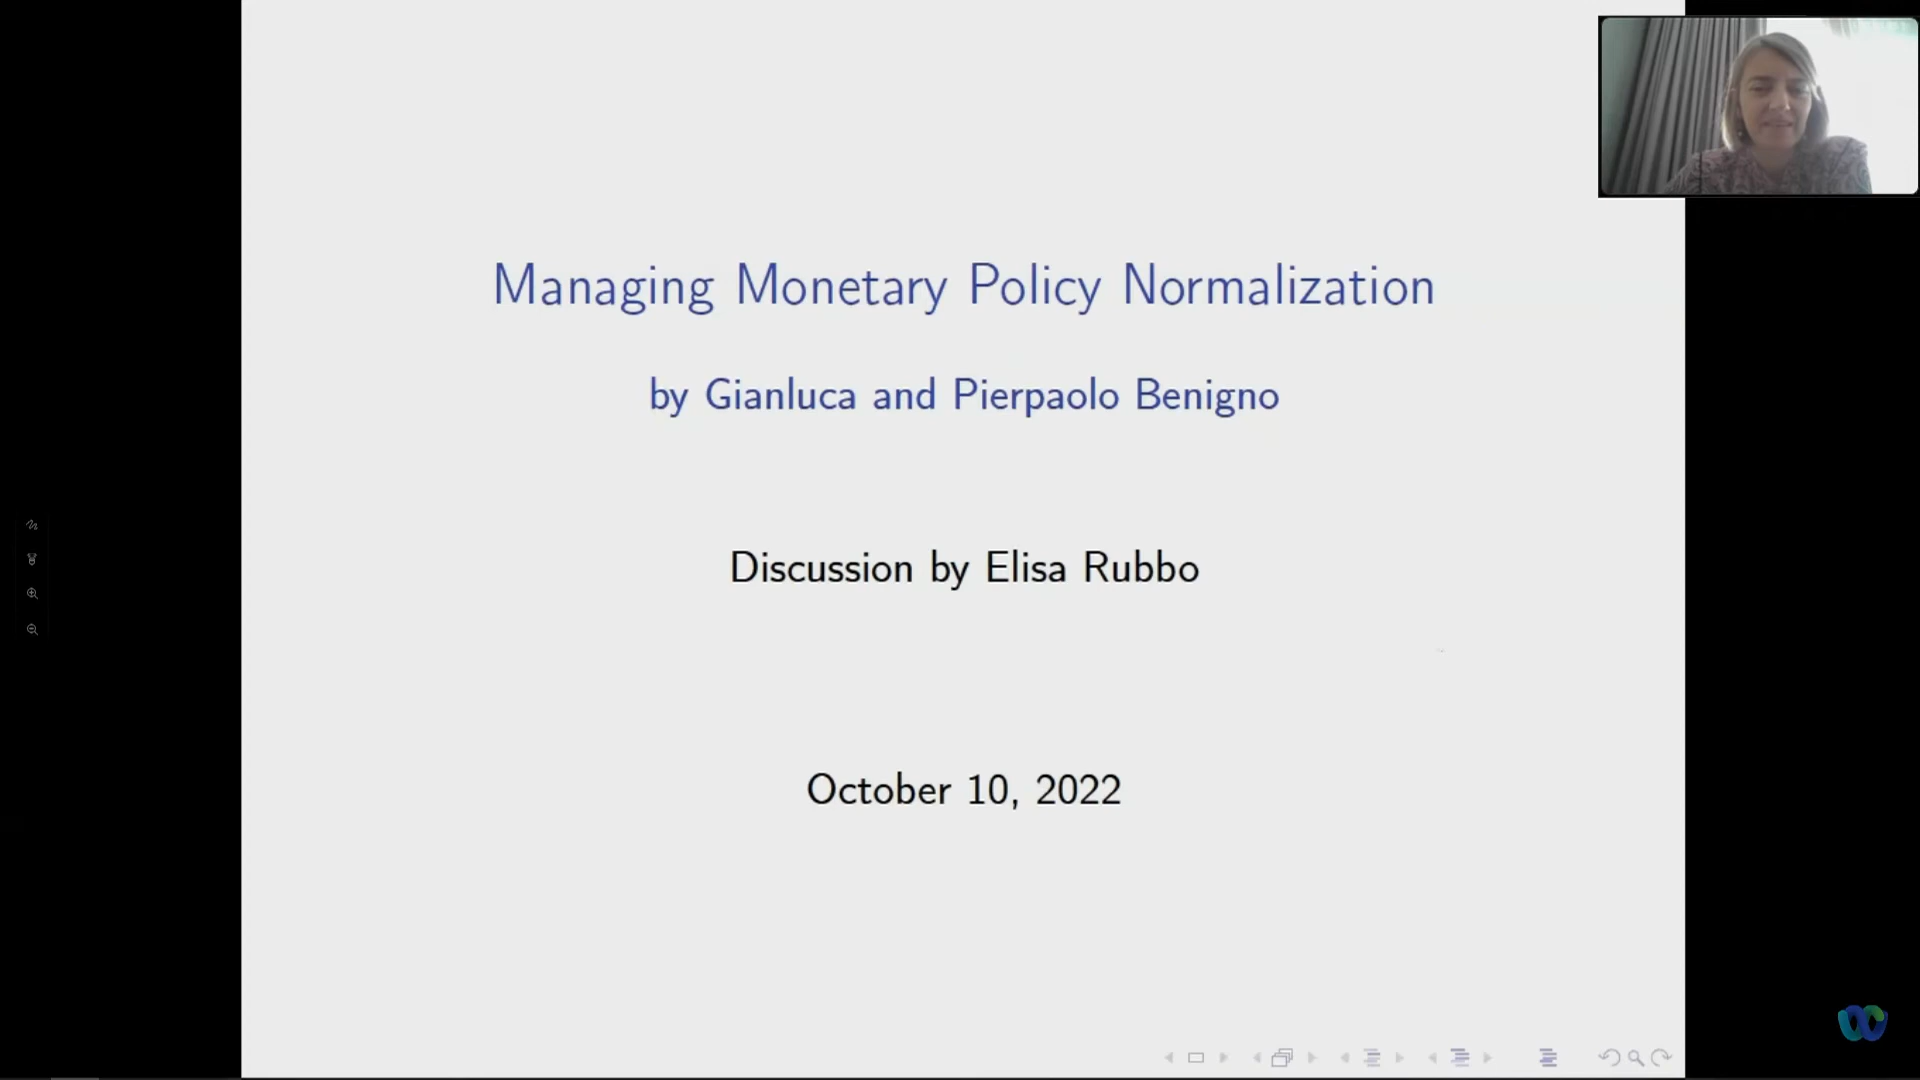 Managing Monetary Policy Normalization
by Gianluca and Pierpaolo Benigno
Discussion by Elisa Rubbo
October 10, 2022